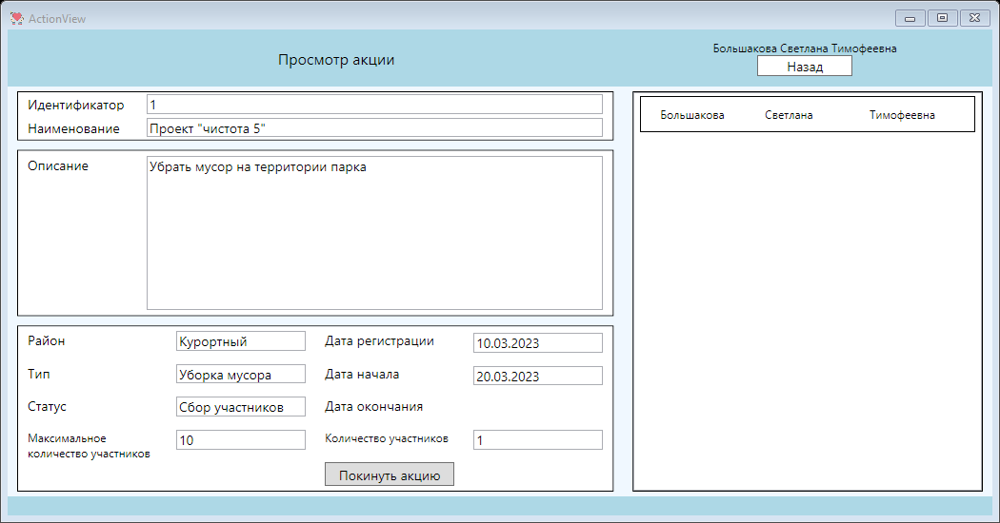 ActionView
Просмотр акции
Большакова Светлана Тимофеевна
Назад
Идентификатор 1
Наименование Проект "чистота 5"
Описание Убрать мусор на территории парка
Район Курортный Дата регистрации 10.03.2023
Тип Уборка мусора Дата начала 20.03.2023
Статус Сбор участников Дата окончания
Максимальное
количество участников 10 Количество участников 1
Покинуть акцию
Большакова Светлана Тимофеевна